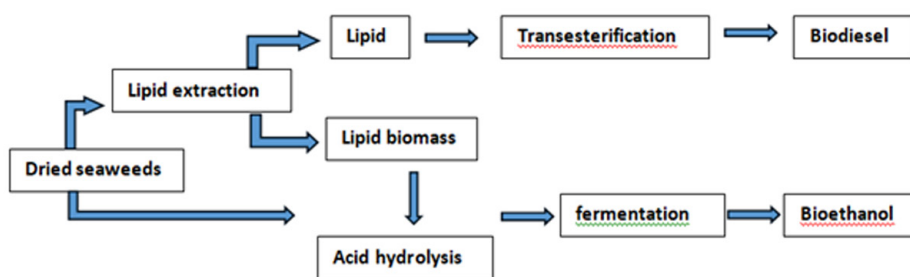 Lipid
Transesterification
Biodiesel
Lipid extraction
Lipid biomass
Dried seaweeds
fermentation
Bioethanol
Acid hydrolysis